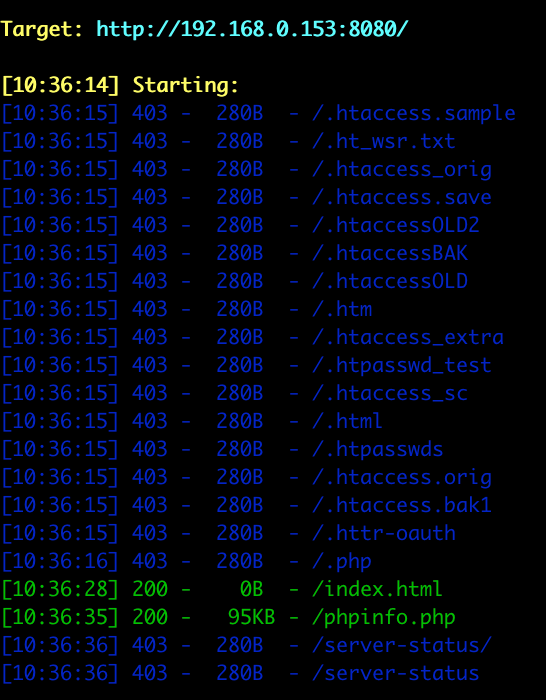 Target: http://192.168.0.153:8080/
[10:36:14] Starting:
[10:36:15] 403 -  280B  - /.htaccess.sample
[10:36:15] 403 -  280B  - /.ht_wsr.txt
[10:36:15] 403 -  280B  - /.htaccess_orig
[10:36:15] 403 -  280B  - /.htaccess.save
[10:36:15] 403 -  280B  - /.htaccessOLD2
[10:36:15] 403 -  280B  - /.htaccessBAK
[10:36:15] 403 -  280B  - /.htaccessOLD
[10:36:15] 403 -  280B  - /.htm
[10:36:15] 403 -  280B  - /.htaccess_extra
[10:36:15] 403 -  280B  - /.htpasswd_test
[10:36:15] 403 -  280B  - /.htaccess_sc
[10:36:15] 403 -  280B  - /.html
[10:36:15] 403 -  280B  - /.htpasswds
[10:36:15] 403 -  280B  - /.htaccess.orig
[10:36:15] 403 -  280B  - /.htaccess.bak1
[10:36:15] 403 -  280B  - /.httr-oauth
[10:36:16] 403 -  280B  - /.php
[10:36:28] 200 -    0B  - /index.html
[10:36:35] 200 -   95KB - /phpinfo.php
[10:36:36] 403 -  280B  - /server-status/
[10:36:36] 403 -  280B  - /server-status